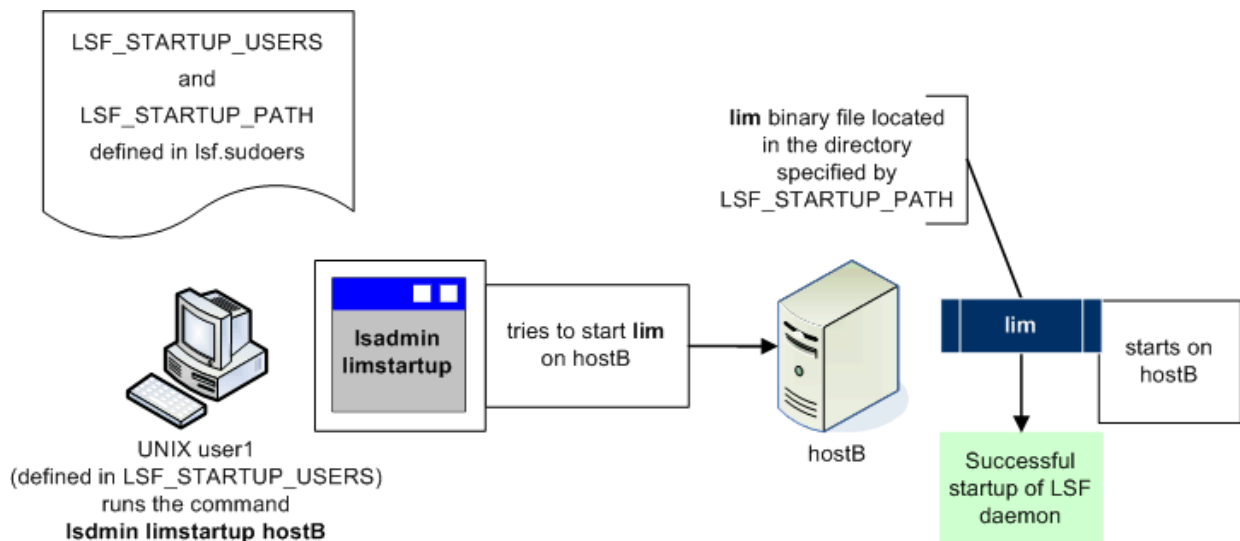 LSF_STARTUP_USERS
and
LSF_STARTUP_PATH
defined in lsf.sudoers
lim binary file located
in the directory
specified by
LSF_STARTUP_PATH
lsadmin
limstartup
tries to start lim
on hostB
lim
starts on
hostB
UNIX user1
(defined in LSF_STARTUP_USERS)
runs the command
lsdmin limstartup hostB
hostB
Successful
startup of LSF
daemon